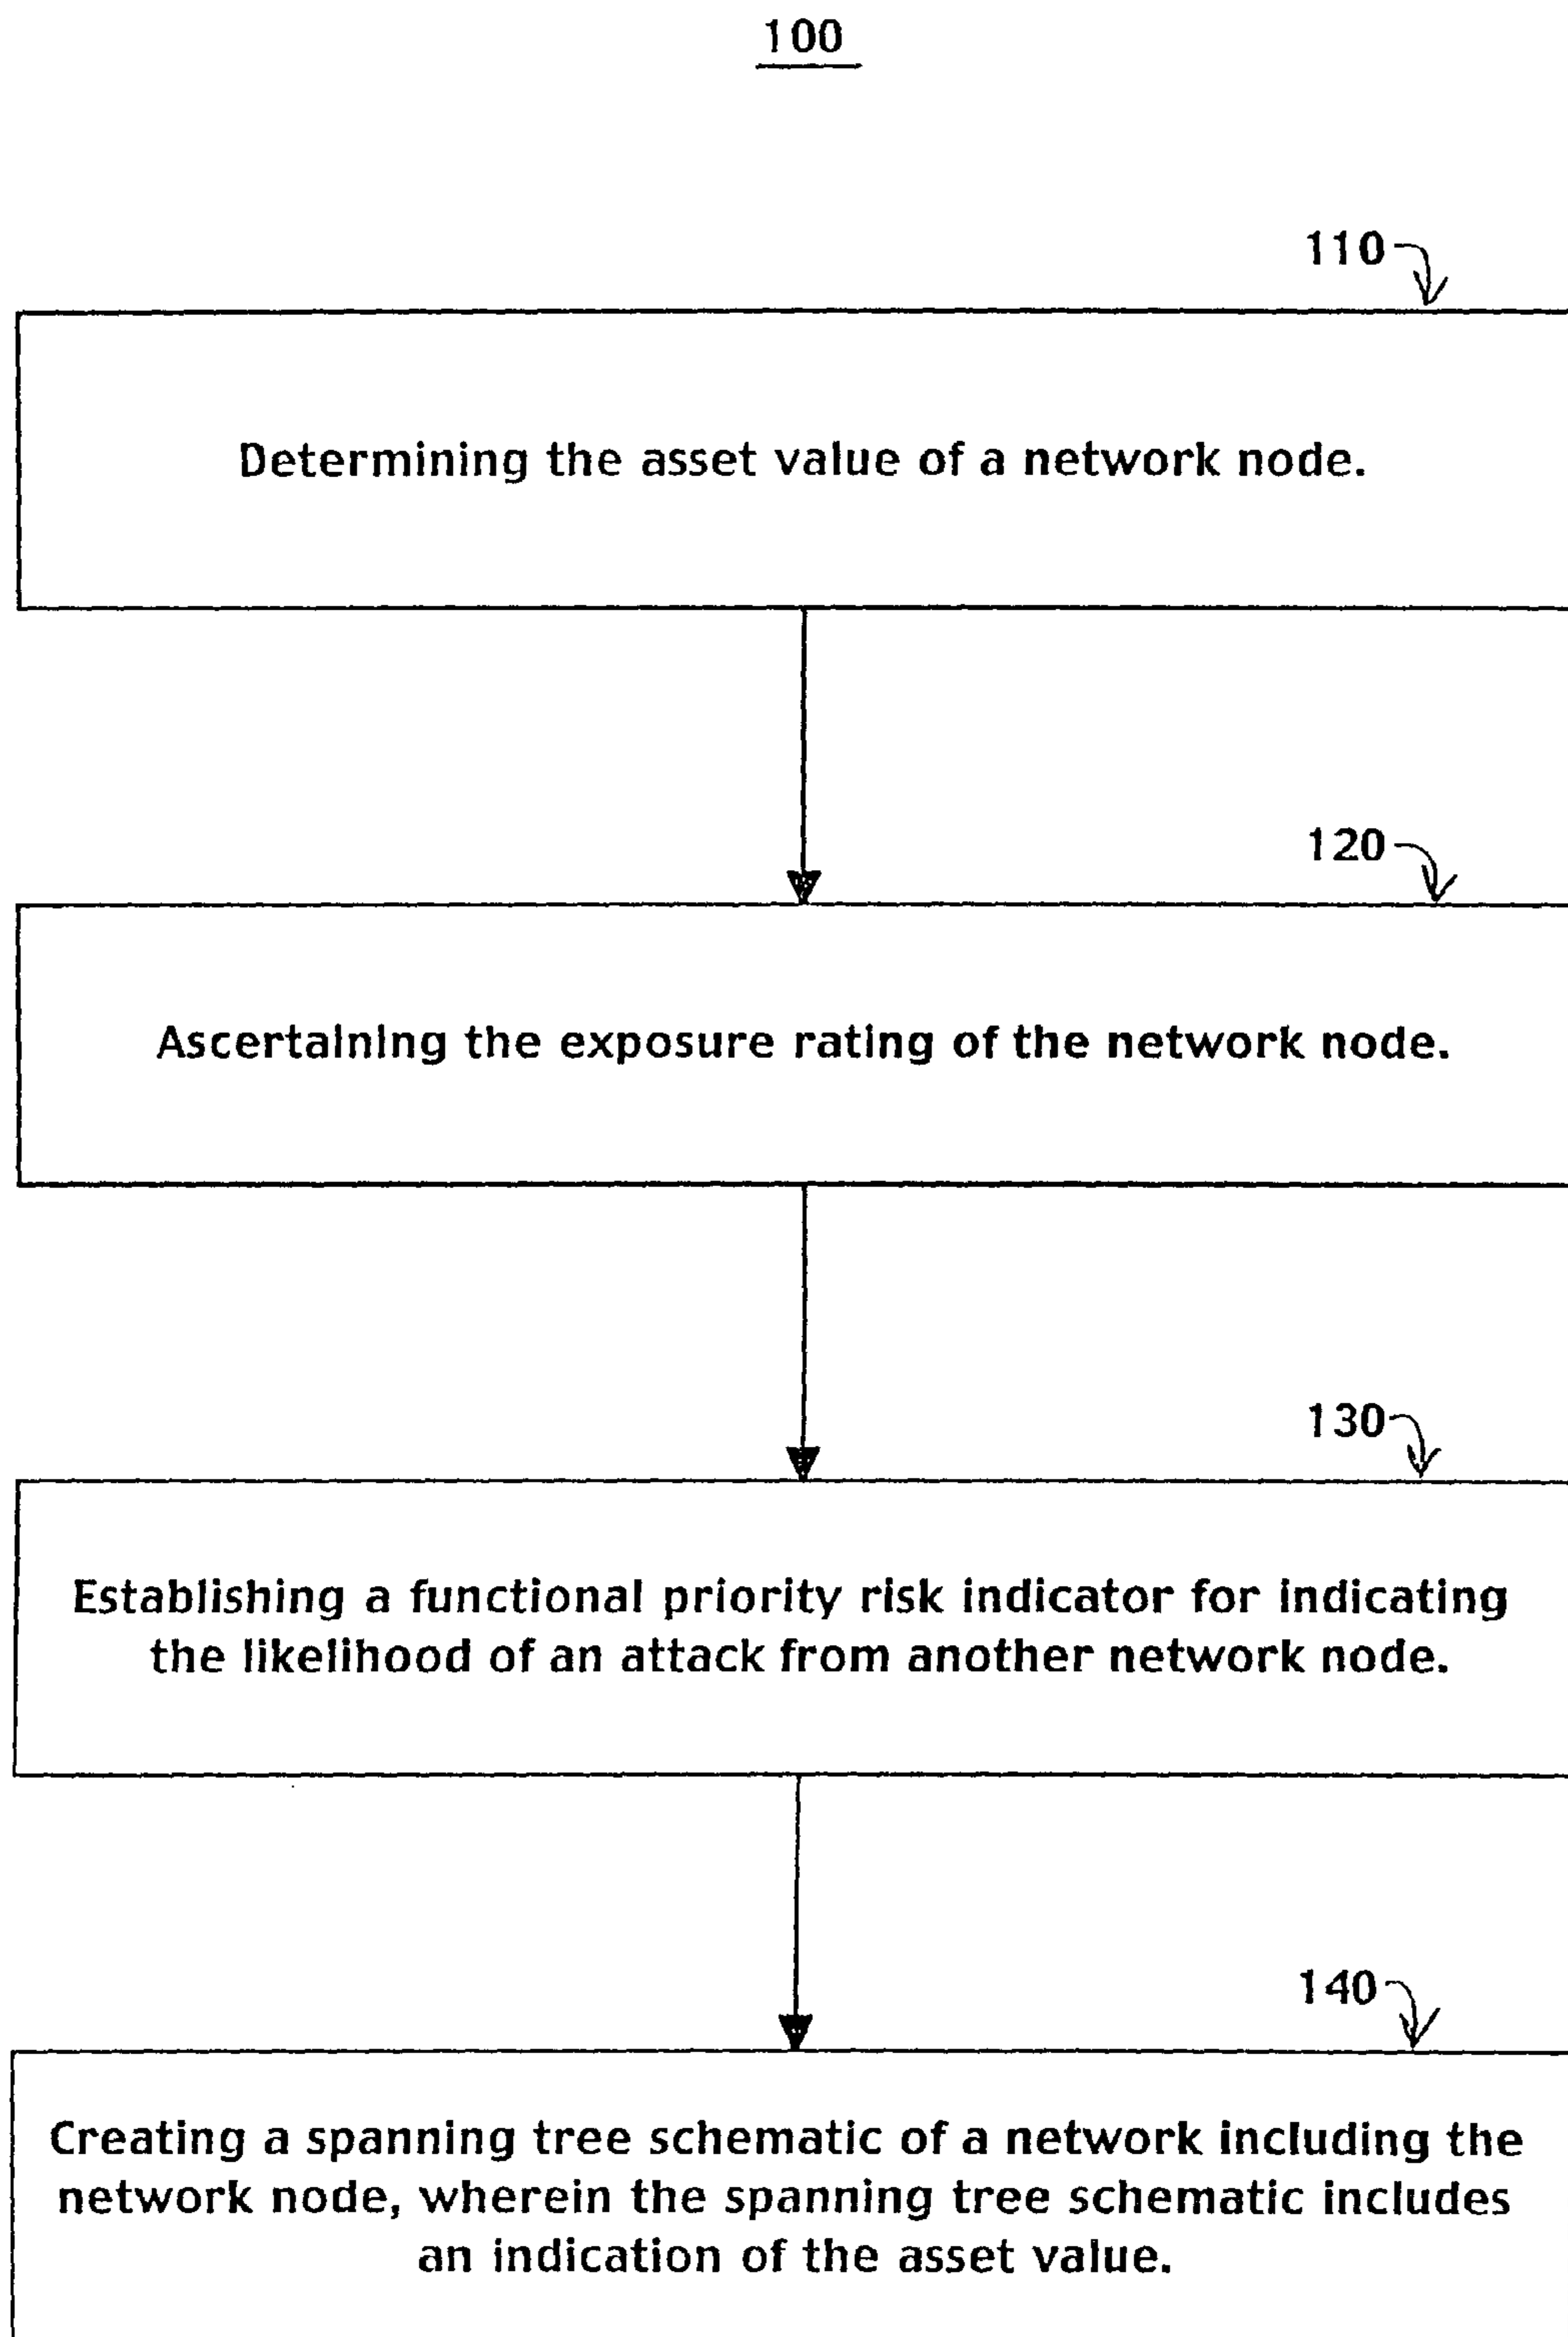 100
110
Determining the asset value of a network node.
120
Ascertaining the exposure rating of the network node.
130
Establishing a functional priority risk indicator for indicating
the likelihood of an attack from another network node.
140
Creating a spanning tree schematic of a network including the
network node, wherein the spanning tree schematic includes
an indication of the asset value.